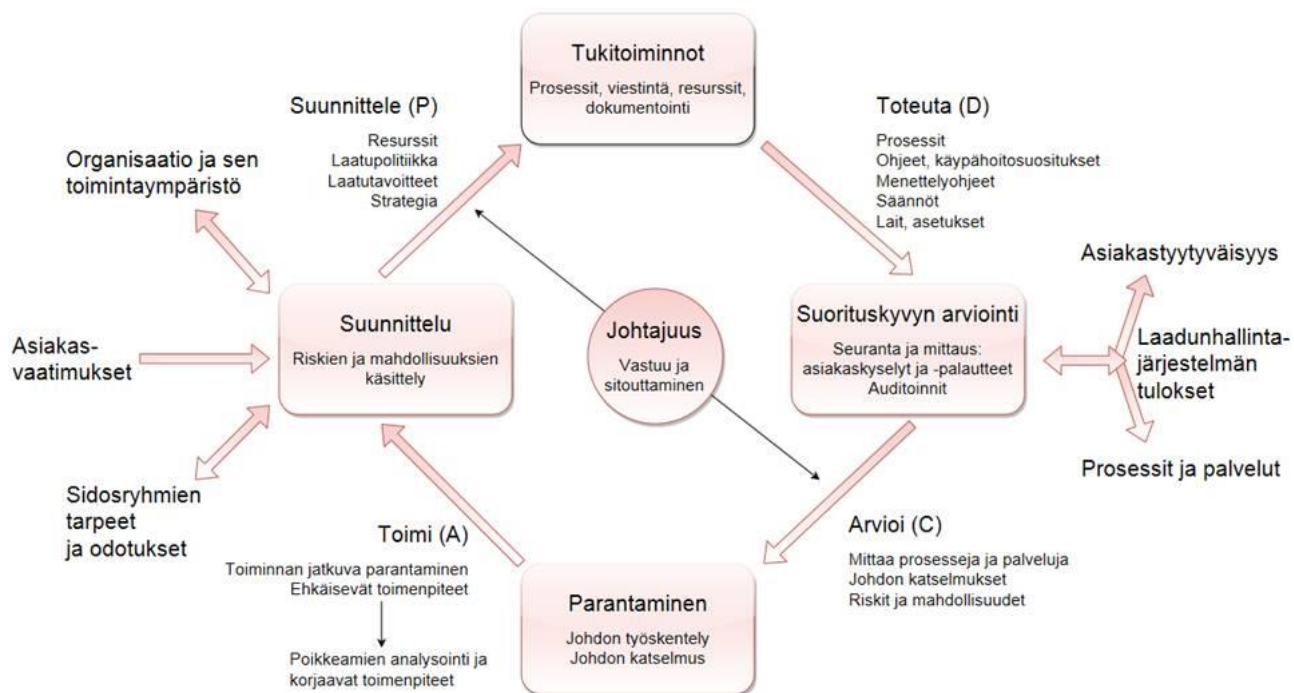 Tukitoiminnot
Prosessit, viestintä, resurssit,
dokumentointi
Suunnittele (P)
Resurssit
Laatupolitiikka
Laatutavoitteet
Strategia
Toteuta (D)
Prosessit
Ohjeet, käypähoitosuositukset
Menettelyohjeet
Säännöt
Lait, asetukset
Organisaatio ja sen
toimintaympäristö
Asiakas-
vaatimukset
Sidosryhmien
tarpeet
ja odotukset
Suunnittelu
Riskien ja mahdollisuuksien
käsittely
Johtajuus
Vastuu ja
sitouttaminen
Suorituskyvyn arviointi
Seuranta ja mittaus:
asiakaskyselyt ja -palautteet
Auditoinnit
Asiakastyytyväisyys
Laadunhallinta-
järjestelmän
tulokset
Prosessit ja palvelut
Toimi (A)
Toiminnan jatkuva parantaminen
Ehkäisevät toimenpiteet
Poikkeamien analysointi ja
korjaavat toimenpiteet
Parantaminen
Johdon työskentely
Johdon katselmus
Arvioi (C)
Mittaa prosesseja ja palveluja
Johdon katselmukset
Riskit ja mahdollisuudet